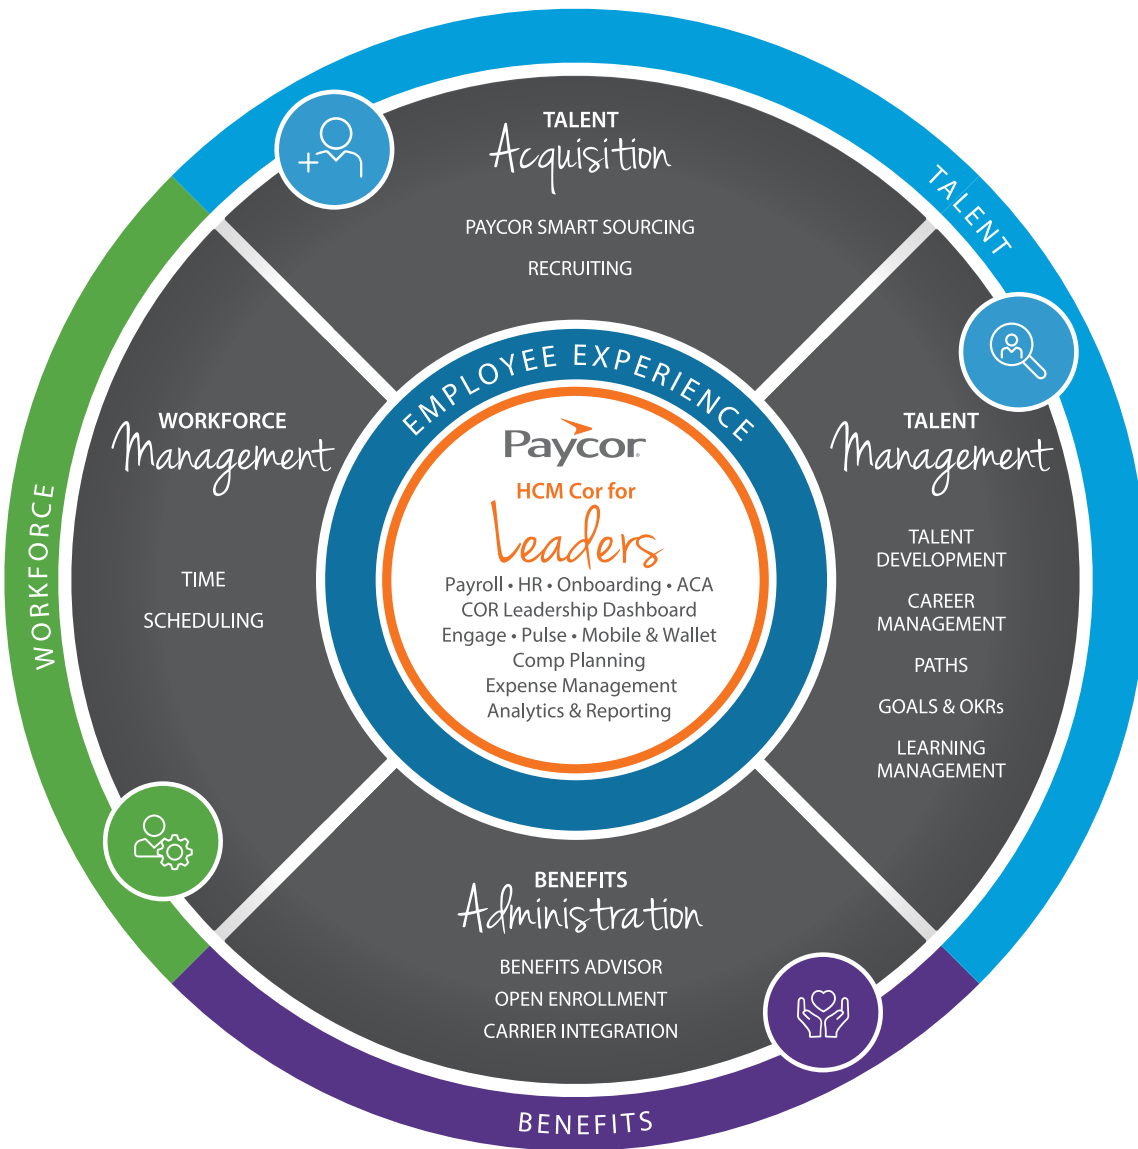 TALENT
Acquisition
PAYCOR SMART SOURCING
RECRUITING
TALENT
WORKFORCE
Management
TIME
SCHEDULING
WORKFORCE
EMPLOYEE EXPERIENCE
Paycor
HCM Cor for
Leaders
Payroll • HR • Onboarding • ACA
COR Leadership Dashboard
Engage • Pulse • Mobile & Wallet
Comp Planning
Expense Management
Analytics & Reporting
TALENT
Management
TALENT
DEVELOPMENT
CAREER
MANAGEMENT
PATHS
GOALS & OKRs
LEARNING
MANAGEMENT
BENEFITS
Administration
BENEFITS ADVISOR
OPEN ENROLLMENT
CARRIER INTEGRATION
BENEFITS